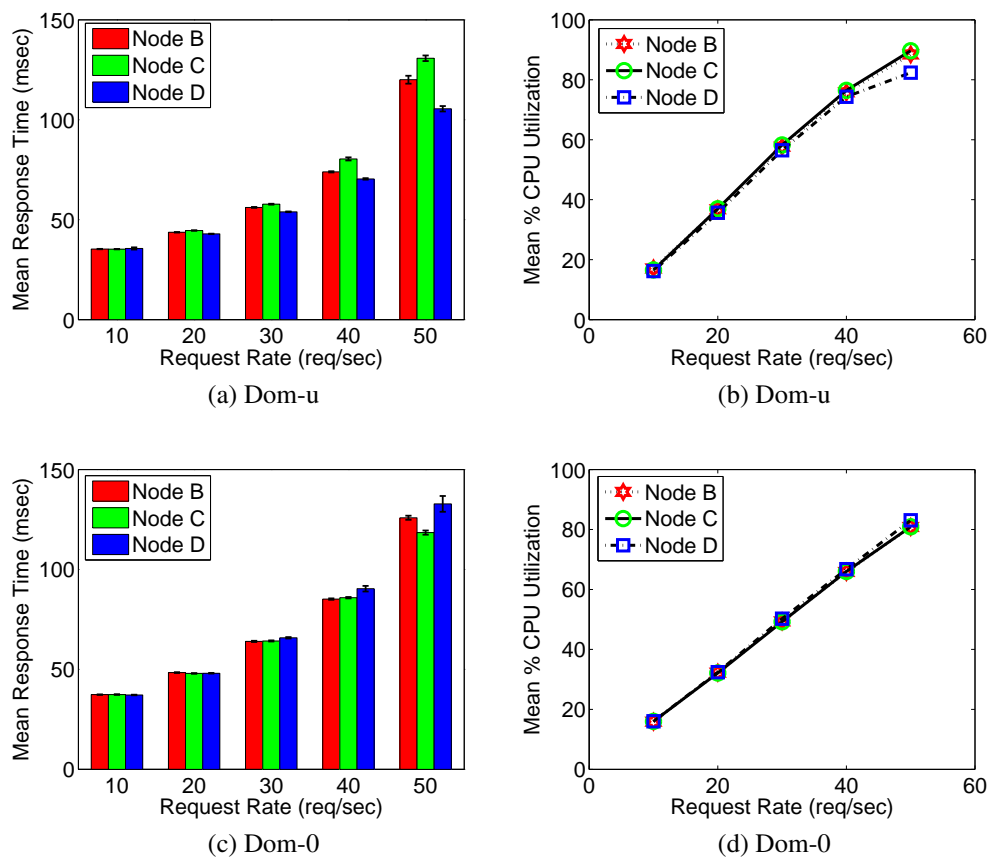 150
100
50
0
Mean Response Time (msec)
Node B
Node C
Node D
10 20 30 40 50
Request Rate (req/sec)
(a) Dom-u
100
80
60
40
20
0
Mean % CPU Utilization
Node B
Node C
Node D
0 20 40 60
Request Rate (req/sec)
(b) Dom-u
150
100
50
0
Mean Response Time (msec)
Node B
Node C
Node D
10 20 30 40 50
Request Rate (req/sec)
(c) Dom-0
100
80
60
40
20
0
Mean % CPU Utilization
Node B
Node C
Node D
0 20 40 60
Request Rate (req/sec)
(d) Dom-0